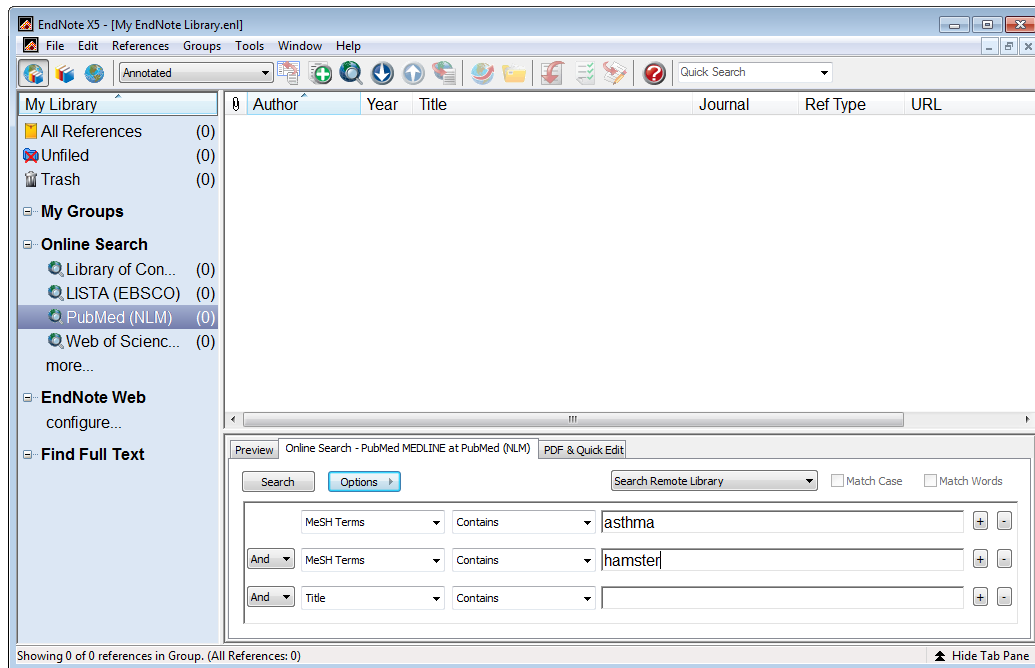 EndNote X5 - [My EndNote Library.enl]
File Edit References Groups Tools Window Help
Annotated Quick Search
My Library Author Year Title Journal Ref Type URL
All References (0)
Unfiled (0)
Trash (0)
My Groups
Online Search
Library of Con... (0)
LISTA (EBSCO) (0)
PubMed (NLM) (0)
Web of Scienc... (0)
more...
EndNote Web
configure...
Find Full Text
Preview Online Search - PubMed MEDLINE at PubMed (NLM) PDF & Quick Edit
Search Options Search Remote Library Match Case Match Words
MeSH Terms Contains asthma + -
And MeSH Terms Contains hamster + -
And Title Contains + -
Showing 0 of 0 references in Group. (All References: 0) Hide Tab Pane